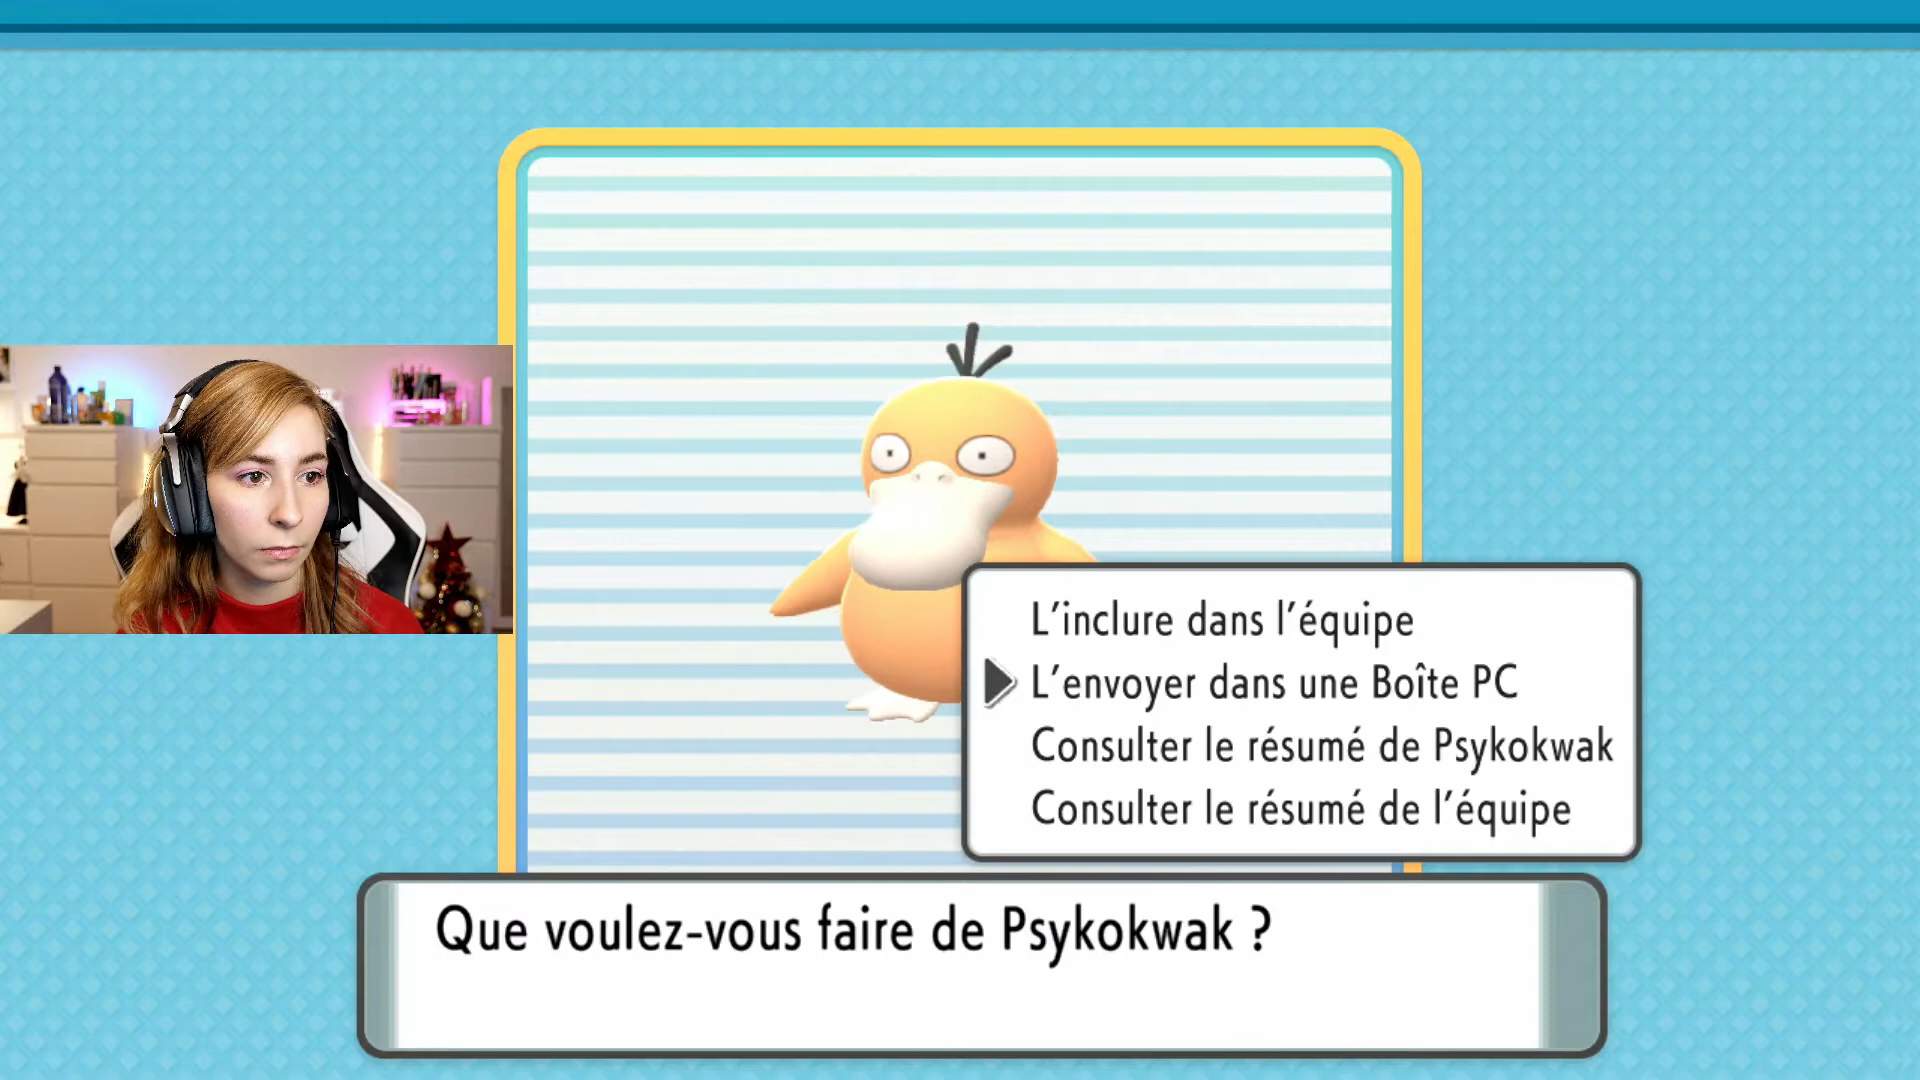 L'inclure dans l'équipe
L'envoyer dans une Boîte PC
Consulter le résumé de Psykokwak
Consulter le résumé de l'équipe
Que voulez-vous faire de Psykokwak ?